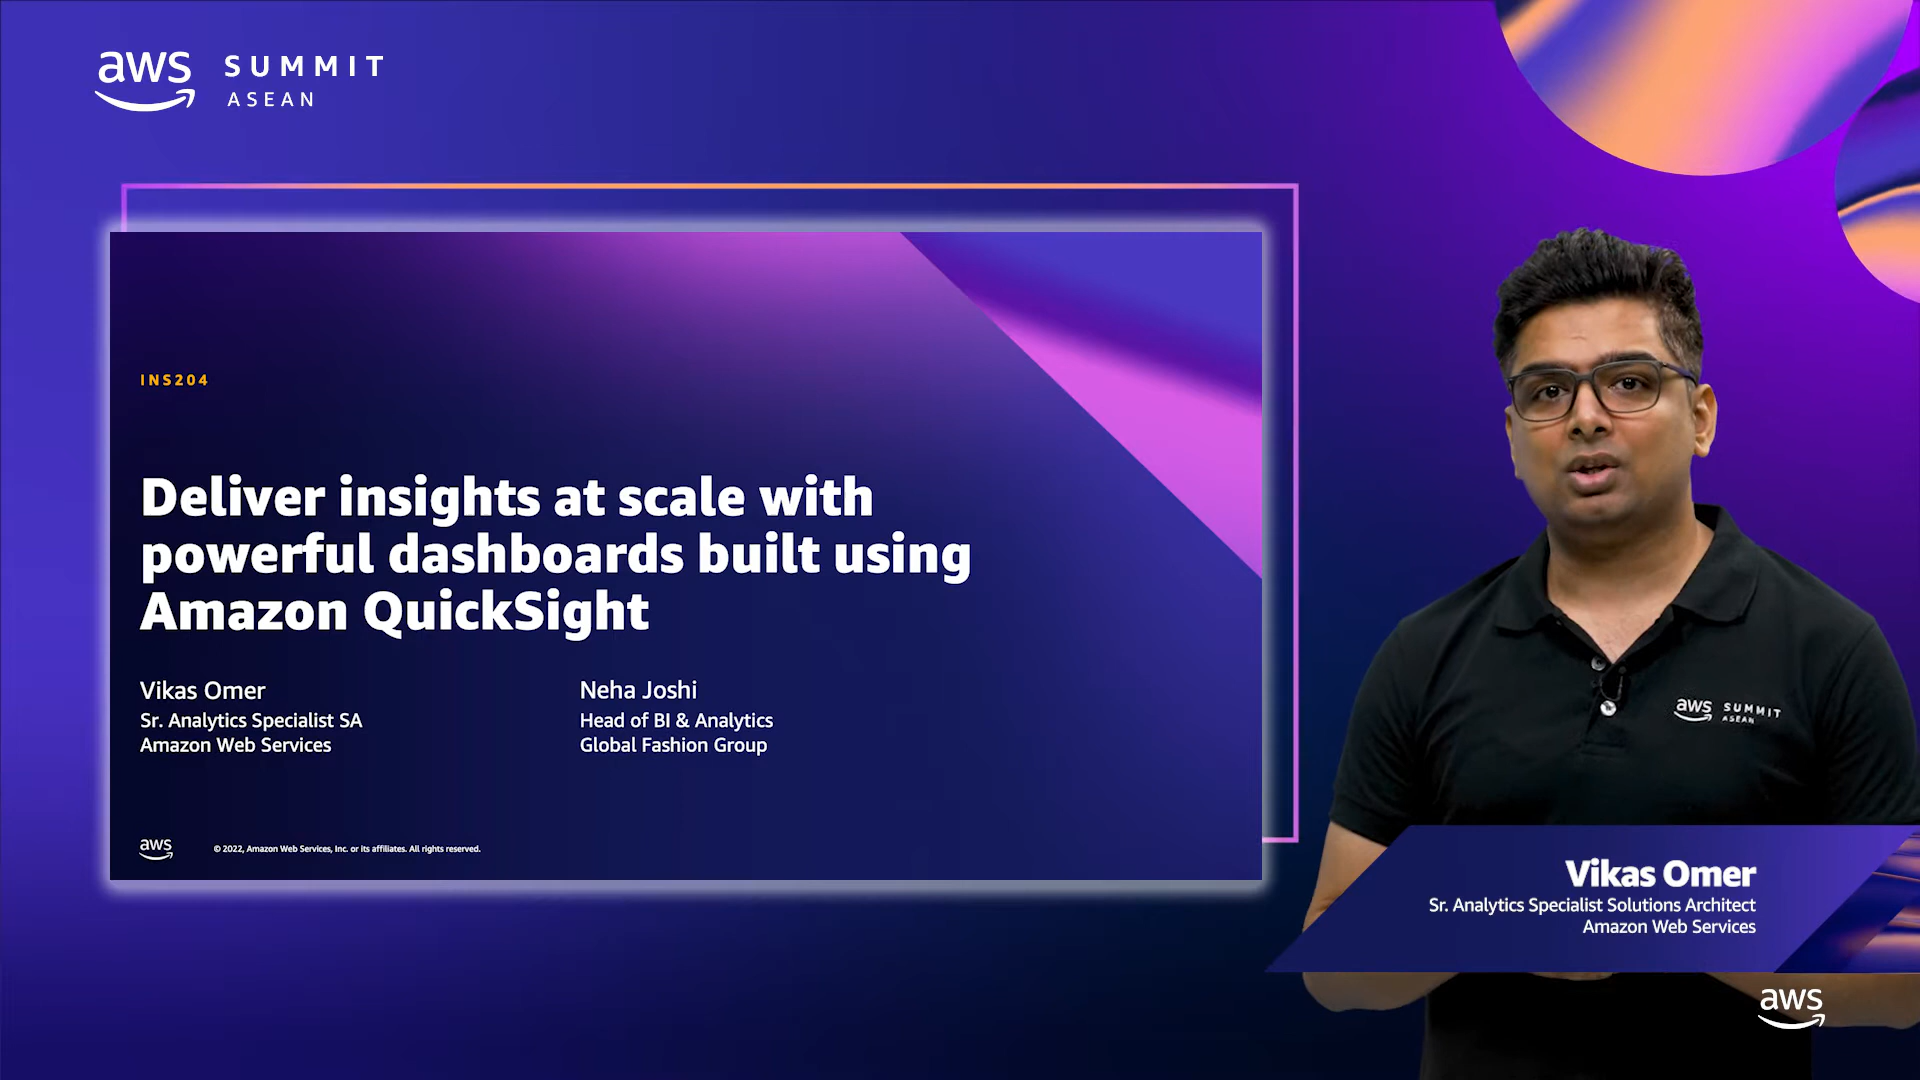 aws SUMMIT
ASEAN
INS204
Deliver insights at scale with
powerful dashboards built using
Amazon QuickSight
Vikas Omer
Sr. Analytics Specialist SA
Amazon Web Services
Neha Joshi
Head of BI & Analytics
Global Fashion Group
aws
© 2022, Amazon Web Services, Inc. or its affiliates. All rights reserved.
aws SUMMIT
ASEAN
Vikas Omer
Sr. Analytics Specialist Solutions Architect
Amazon Web Services
aws